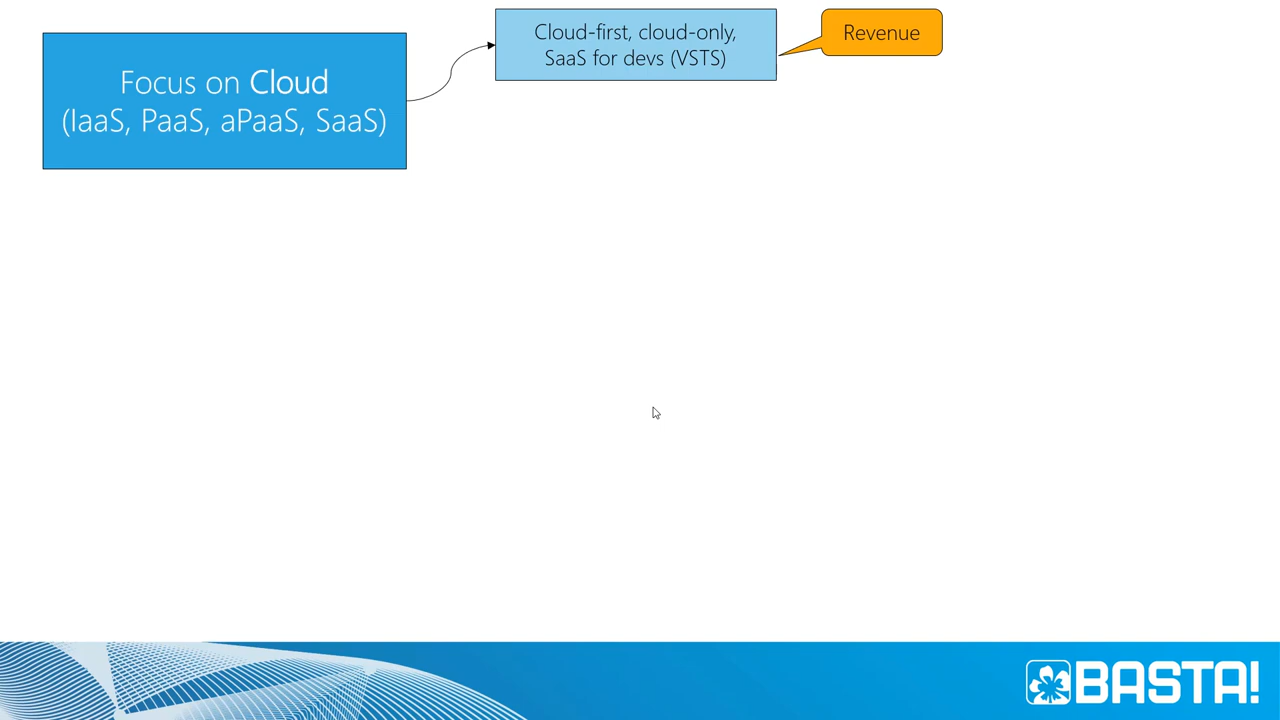 Focus on Cloud
(IaaS, PaaS, aPaaS, SaaS)
Cloud-first, cloud-only,
SaaS for devs (VSTS)
Revenue
BASTA!